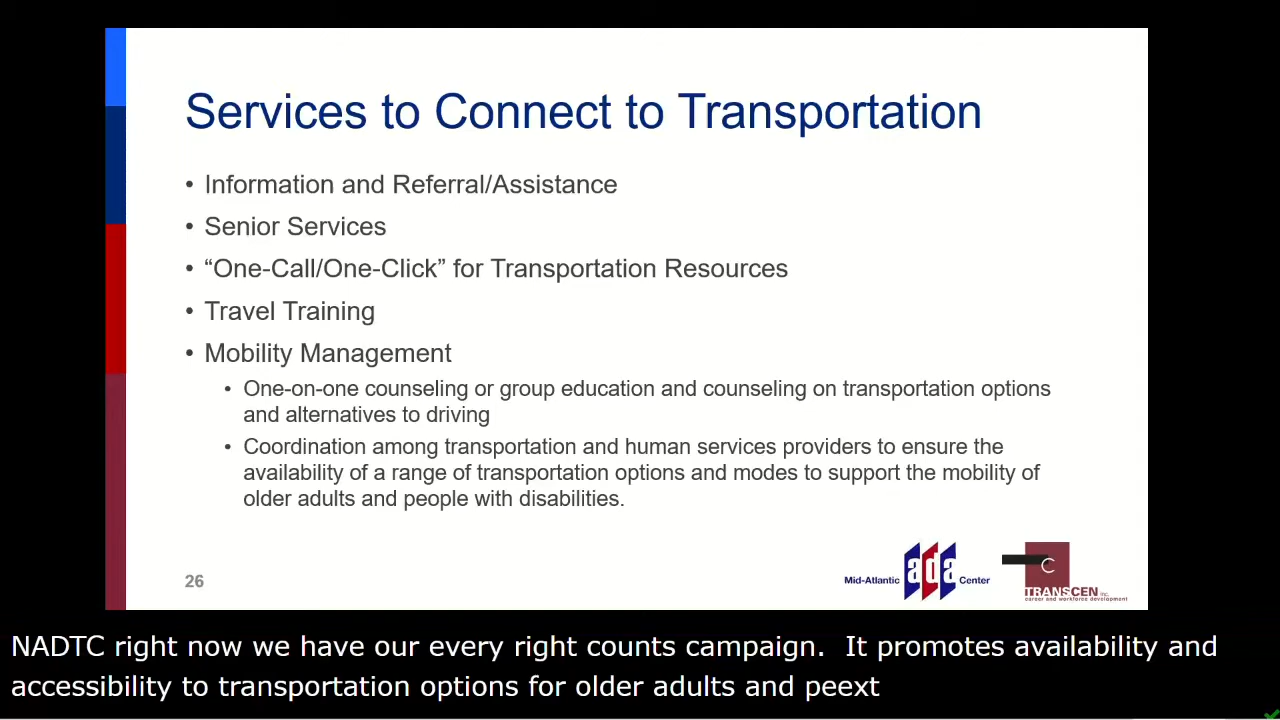 Services to Connect to Transportation
• Information and Referral/Assistance
• Senior Services
• “One-Call/One-Click” for Transportation Resources
• Travel Training
• Mobility Management
• One-on-one counseling or group education and counseling on transportation options
and alternatives to driving
• Coordination among transportation and human services providers to ensure the
availability of a range of transportation options and modes to support the mobility of
older adults and people with disabilities.
26
Mid-Atlantic ada Center
C
TRANSCEN inc.
career and workforce development
NADTC right now we have our every right counts campaign.  It promotes availability and
accessibility to transportation options for older adults and peext